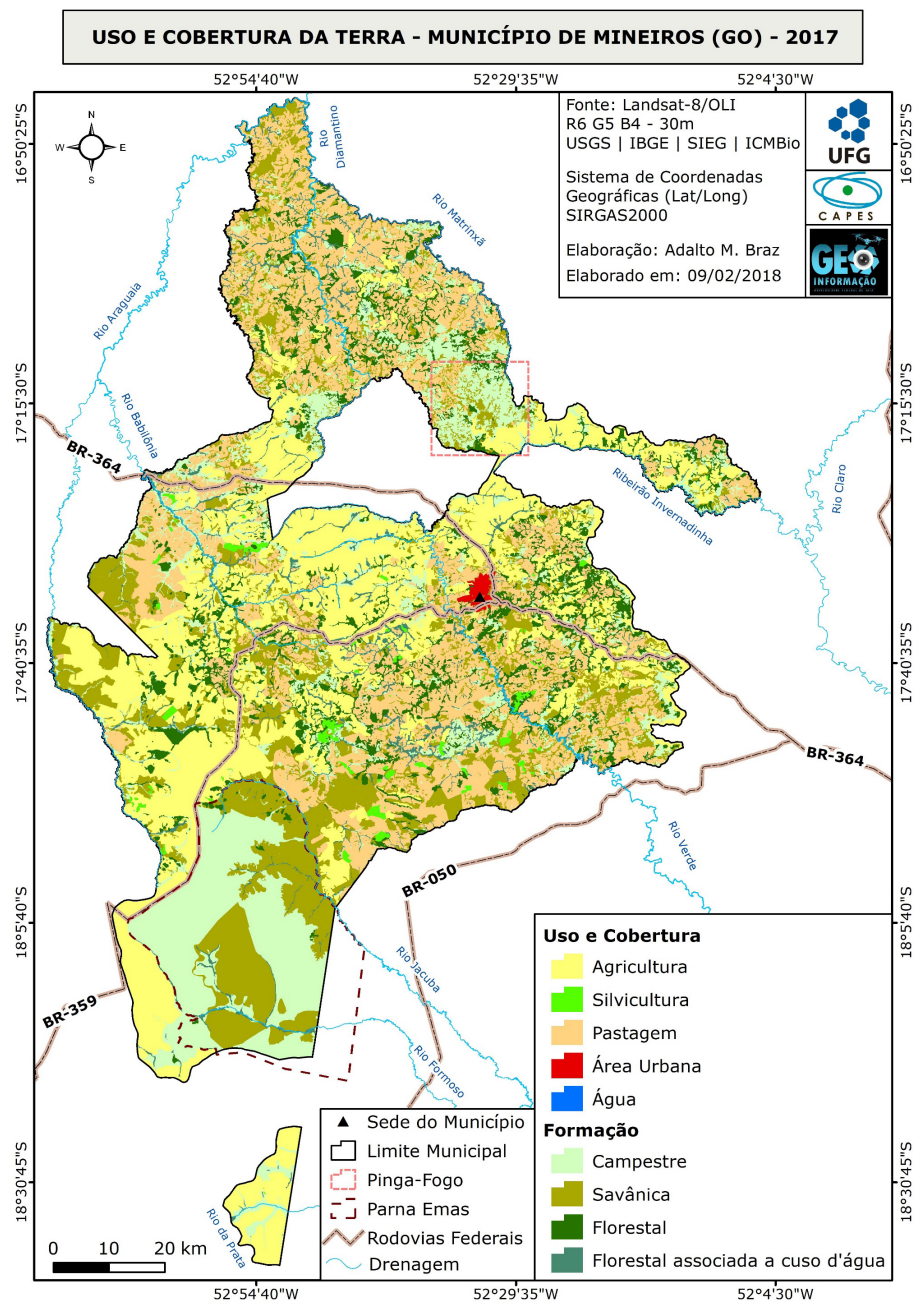 USO E COBERTURA DA TERRA - MUNICÍPIO DE MINEIROS (GO) - 2017
52°54'40"W
52°29'35"W
52°4'30"W
16°50'25"S
16°50'25"S
N
W
E
S
Fonte: Landsat-8/OLI
R6 G5 B4 - 30m
USGS | IBGE | SIEG | ICMBio
Sistema de Coordenadas
Geográficas (Lat/Long)
SIRGAS2000
Elaboração: Adalto M. Braz
Elaborado em: 09/02/2018
UFG
CAPES
GEO
INFORMAÇÃO
Rio
Diamantino
Rio Matrinxã
Rio Araguaia
17°15'30"S
17°15'30"S
Rio Babilônia
BR-364
Ribeirão Invernadinha
Rio Claro
17°40'35"S
17°40'35"S
BR-364
Rio Verde
BR-050
18°5'40"S
18°5'40"S
Rio Jacuba
BR-359
Rio Formoso
Uso e Cobertura
Agricultura
Silvicultura
Pastagem
Área Urbana
Água
Formação
Campestre
Savânica
Florestal
Florestal associada a cuso d'água
Sede do Município
Limite Municipal
Pinga-Fogo
Parna Emas
Rodovias Federais
Drenagem
18°30'45"S
18°30'45"S
Rio da Prata
0 10 20 km
52°54'40"W
52°29'35"W
52°4'30"W